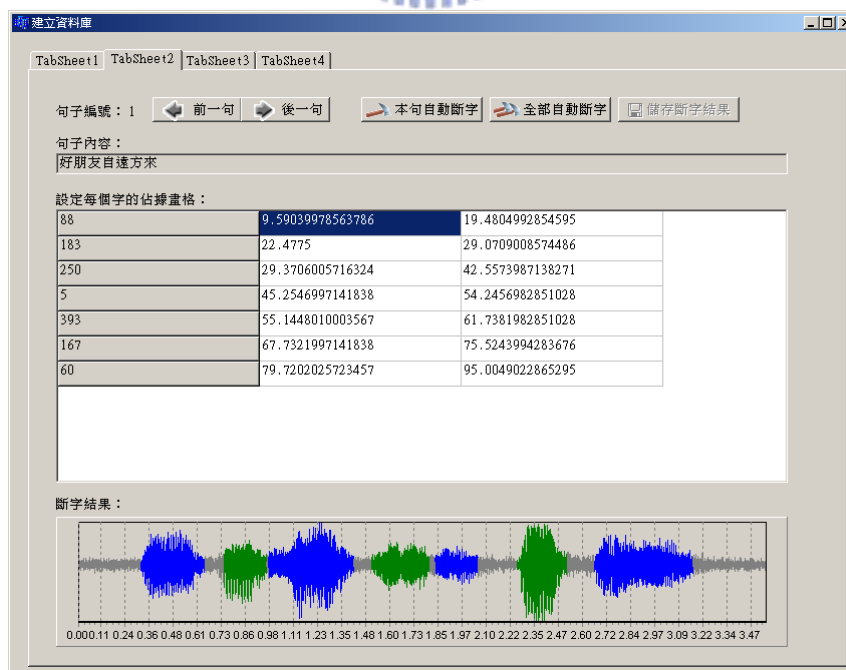 建立資料庫
TabSheet1 TabSheet2 TabSheet3 TabSheet4
句子編號：1 前一句 後一句 本句自動斷字 全部自動斷字 儲存斷字結果
句子內容：
好朋友自遠方來
設定每個字的佔據畫格：
88 9.59039978563786 19.4804992854595
183 22.4775 29.0709008574486
250 29.3706005716324 42.5573987138271
5 45.2546997141838 54.2456982851028
393 55.1448010003567 61.7381982851028
167 67.7321997141838 75.5243994283676
60 79.7202025723457 95.0049022865295
斷字結果：
0.000.11 0.24 0.36 0.48 0.61 0.73 0.86 0.98 1.11 1.23 1.35 1.48 1.60 1.73 1.85 1.97 2.10 2.22 2.35 2.47 2.60 2.72 2.84 2.97 3.09 3.22 3.34 3.47